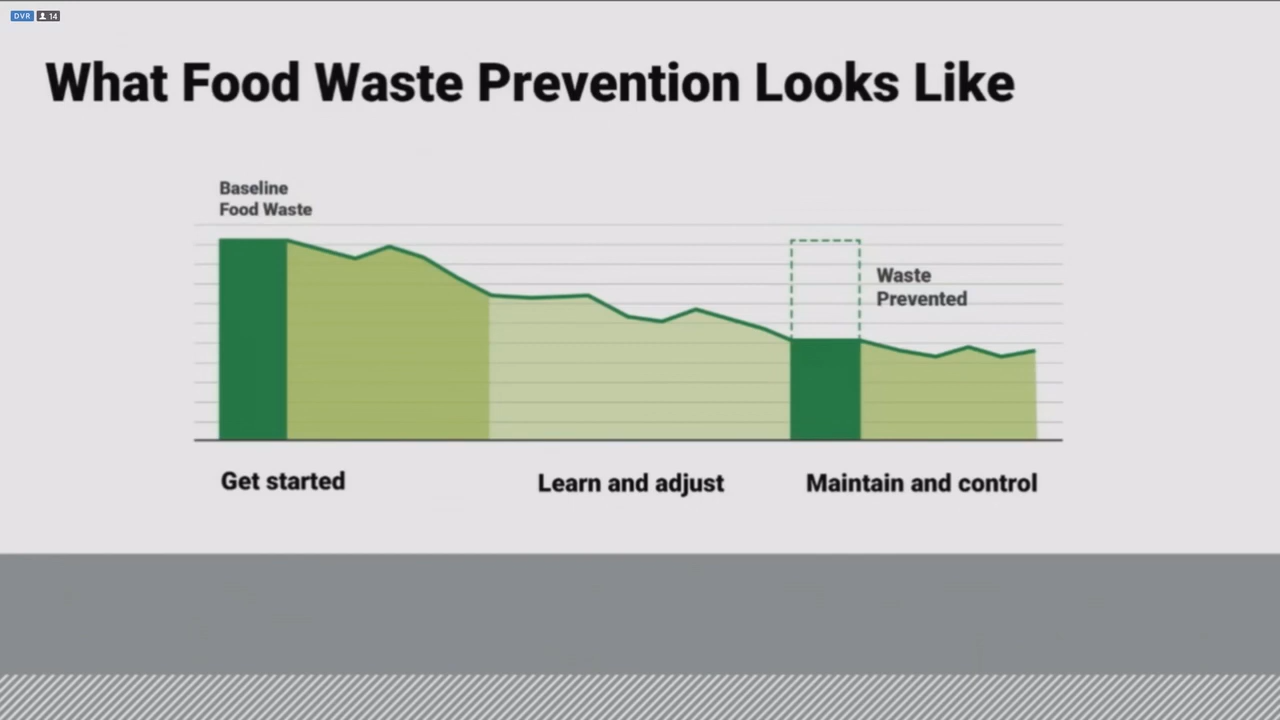 DVR 14
What Food Waste Prevention Looks Like
Baseline
Food Waste
Waste
Prevented
Get started
Learn and adjust
Maintain and control